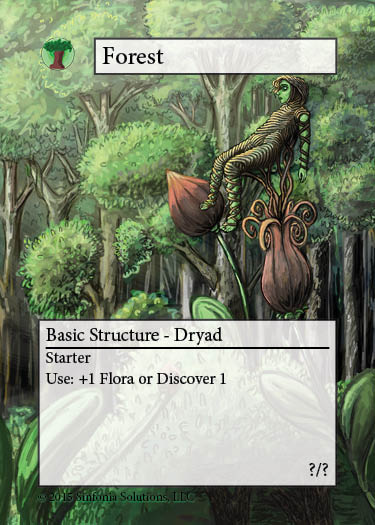 Forest
Basic Structure - Dryad
Starter
Use: +1 Flora or Discover 1
?/?
© 2015 Sinfonia Solutions, LLC